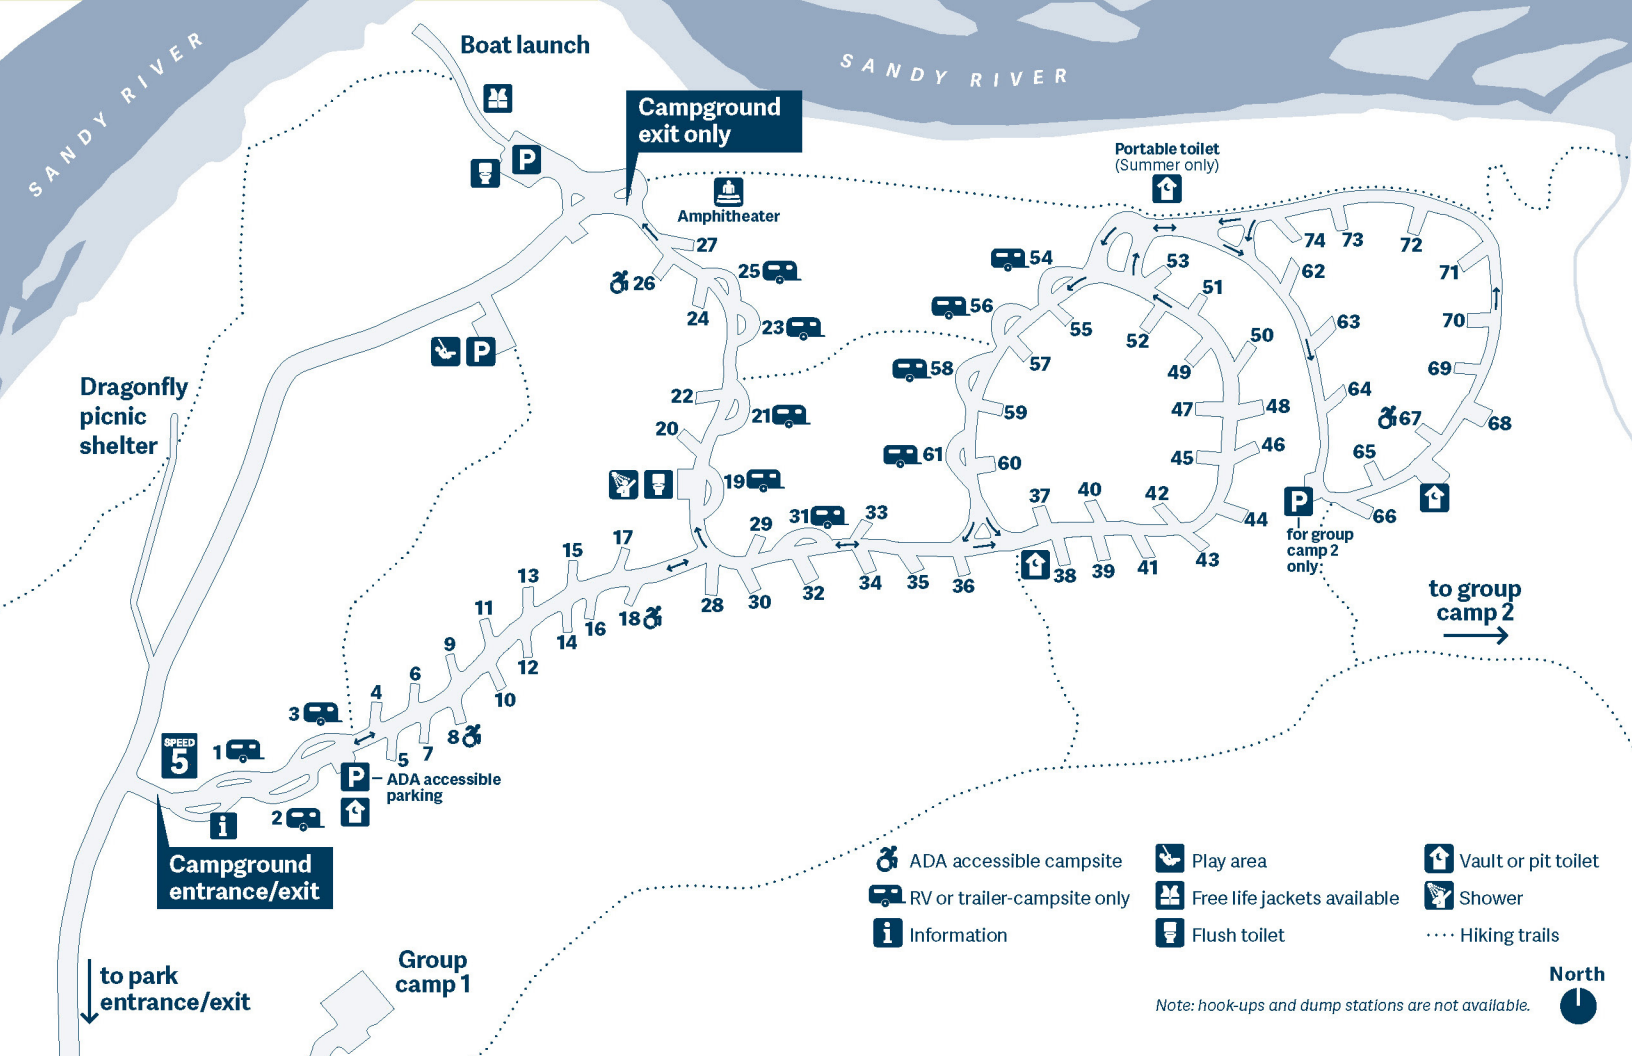 SANDY RIVER
Boat launch
P
Campground
exit only
SANDY RIVER
Amphitheater
Portable toilet
(Summer only)
27
26
25
24
23
22
21
20
19
54
56
58
61
53
51
55
52
57
50
49
59
47
48
60
45
46
74
73
72
62
71
63
70
69
64
67
68
65
66
P
for group
camp 2
only
to group
camp 2
P
Dragonfly
picnic
shelter
37
40
42
44
31
33
29
28
30
32
34
35
36
38
39
41
43
17
15
13
11
9
6
4
3
1
2
18
16
14
12
10
8
7
5
SPEED
5
P
ADA accessible
parking
i
Campground
entrance/exit
to park
entrance/exit
Group
camp 1
ADA accessible campsite
RV or trailer-campsite only
i Information
Play area
Free life jackets available
Flush toilet
Vault or pit toilet
Shower
Hiking trails
North
Note: hook-ups and dump stations are not available.